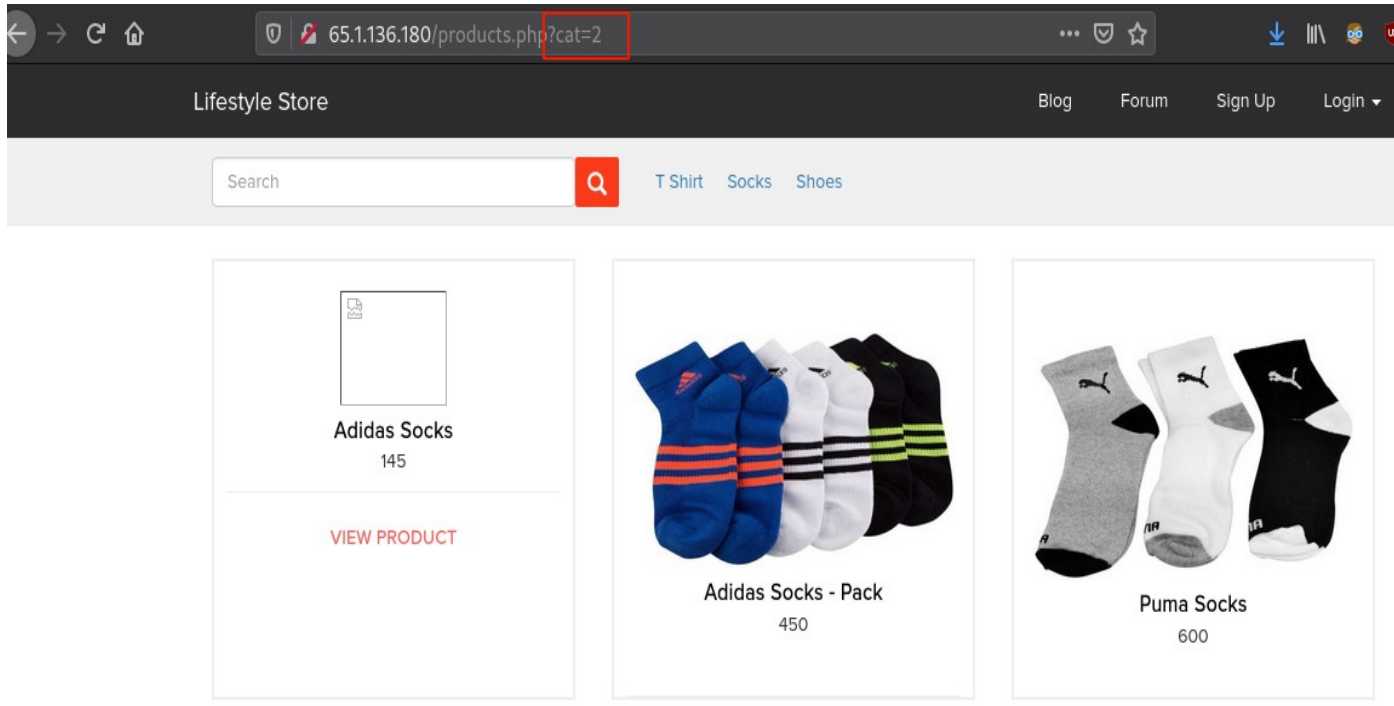 65.1.136.180/products.php?cat=2
Lifestyle Store
Blog
Forum
Sign Up
Login
Search
T Shirt
Socks
Shoes
Adidas Socks
145
VIEW PRODUCT
Adidas Socks - Pack
450
Puma Socks
600